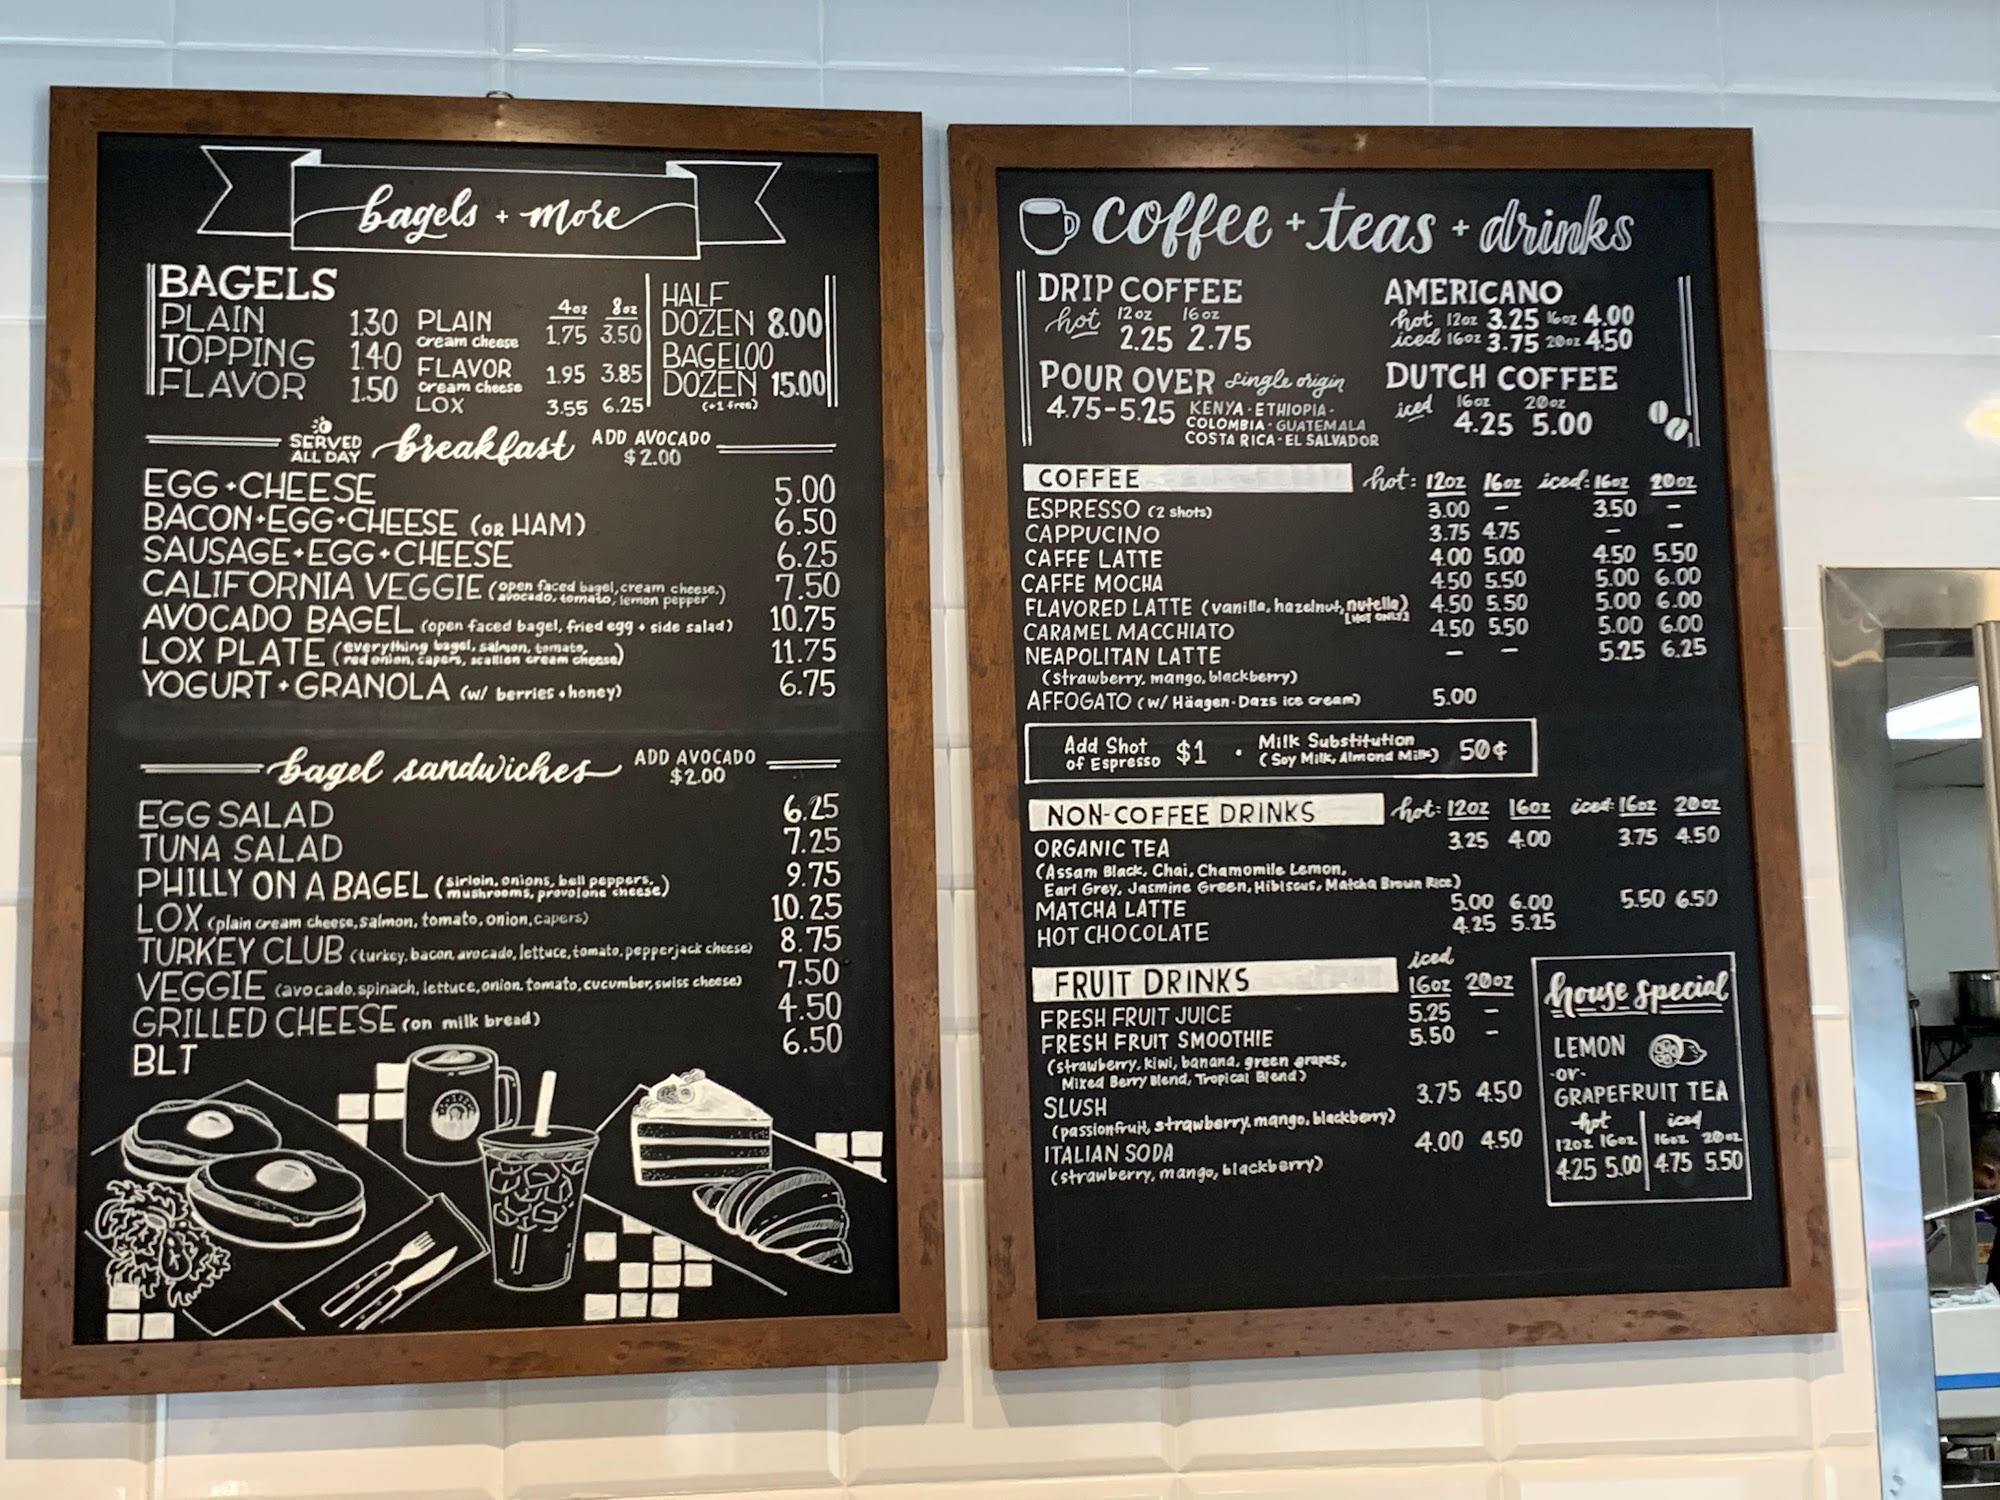 bagels + more
BAGELS
PLAIN 1.30
TOPPING 1.40
FLAVOR 1.50
4oz 8oz
PLAIN cream cheese 1.75 3.50
FLAVOR cream cheese 1.95 3.85
LOX 3.55 6.25
HALF
DOZEN 8.00
BAGELOO
DOZEN 15.00
(+1 free)
SERVED
ALL DAY
breakfast
ADD AVOCADO
$2.00
EGG + CHEESE 5.00
BACON + EGG + CHEESE (OR HAM) 6.50
SAUSAGE + EGG + CHEESE 6.25
CALIFORNIA VEGGIE (open faced bagel, cream cheese, avocado, tomato, lemon pepper) 7.50
AVOCADO BAGEL (open faced bagel, fried egg + side salad) 10.75
LOX PLATE (everything bagel, salmon, tomato, red onion, capers, scallion cream cheese) 11.75
YOGURT + GRANOLA (w/ berries + honey) 6.75
bagel sandwiches
ADD AVOCADO
$2.00
EGG SALAD 6.25
TUNA SALAD 7.25
PHILLY ON A BAGEL (sirloin, onions, bell peppers, mushrooms, provolone cheese) 9.75
LOX (plain cream cheese, salmon, tomato, onion, capers) 10.25
TURKEY CLUB (turkey, bacon, avocado, lettuce, tomato, pepperjack cheese) 8.75
VEGGIE (avocado, spinach, lettuce, onion, tomato, cucumber, swiss cheese) 7.50
GRILLED CHEESE (on milk bread) 4.50
BLT 6.50
coffee + teas + drinks
DRIP COFFEE
hot 12oz 16oz
2.25 2.75
AMERICANO
hot 12oz 3.25 16oz 4.00
iced 16oz 3.75 20oz 4.50
POUR OVER single origin
4.75-5.25 KENYA · ETHIOPIA ·
COLOMBIA · GUATEMALA
COSTA RICA · EL SALVADOR
DUTCH COFFEE
iced 16oz 20oz
4.25 5.00
COFFEE hot: 12oz 16oz iced: 16oz 20oz
ESPRESSO (2 shots) 3.00 - 3.50 -
CAPPUCINO 3.75 4.75 - -
CAFFE LATTE 4.00 5.00 4.50 5.50
CAFFE MOCHA 4.50 5.50 5.00 6.00
FLAVORED LATTE (vanilla, hazelnut, nutella) 4.50 5.50 5.00 6.00
[HOT ONLY]
CARAMEL MACCHIATO 4.50 5.50 5.00 6.00
NEAPOLITAN LATTE - - 5.25 6.25
(strawberry, mango, blackberry)
AFFOGATO (w/ Häagen-Dazs ice cream) 5.00
Add Shot of Espresso $1 · Milk Substitution (Soy Milk, Almond Milk) 50¢
NON-COFFEE DRINKS hot: 12oz 16oz iced: 16oz 20oz
ORGANIC TEA 3.25 4.00 3.75 4.50
(Assam Black, Chai, Chamomile Lemon,
Earl Grey, Jasmine Green, Hibiscus, Matcha Brown Rice)
MATCHA LATTE 5.00 6.00 5.50 6.50
HOT CHOCOLATE 4.25 5.25
FRUIT DRINKS iced 16oz 20oz
FRESH FRUIT JUICE 5.25 -
FRESH FRUIT SMOOTHIE 5.50 -
(strawberry, kiwi, banana, green grapes,
Mixed Berry Blend, Tropical Blend)
SLUSH 3.75 4.50
(passionfruit, strawberry, mango, blackberry)
ITALIAN SODA 4.00 4.50
(strawberry, mango, blackberry)
house special
LEMON
-or-
GRAPEFRUIT TEA
hot iced
12oz 16oz 16oz 20oz
4.25 5.00 4.75 5.50